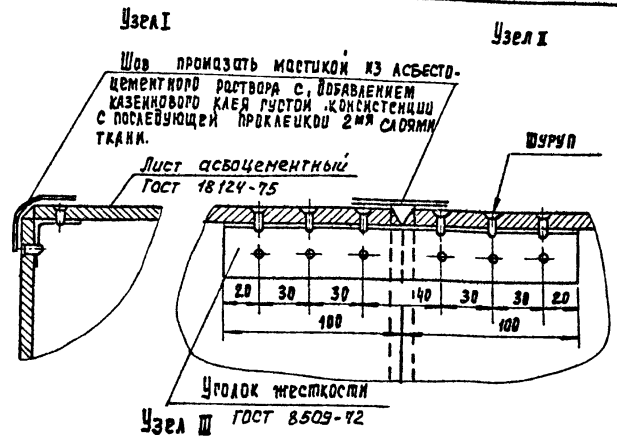 Узел I
Узел II
Шов промазать мастикой из асбесто-
цементного раствора с, добавлением
казеинового клея густой консистенции
с последующей проклейкой 2мя слоями
ткани.
Шуруп
Лист асбоцементный
ГОСТ 18124-75
20 30 30 40 30 30 20
100 100
Уголок жесткости
ГОСТ 8509-72
Узел III